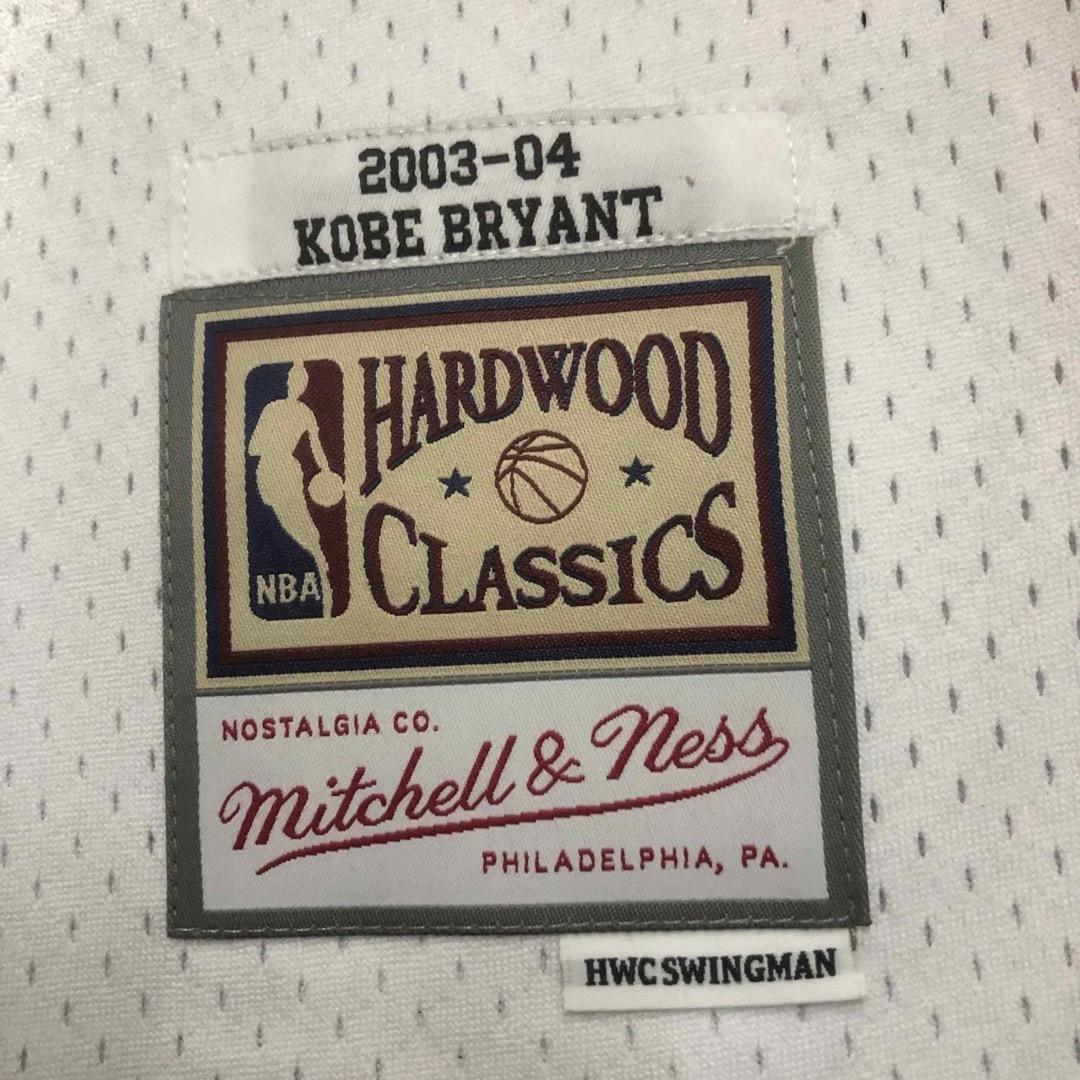 2003-04
KOBE BRYANT
HARDWOOD
CLASSICS
NBA
NOSTALGIA CO.
Mitchell & Ness
PHILADELPHIA, PA.
HWC SWINGMAN